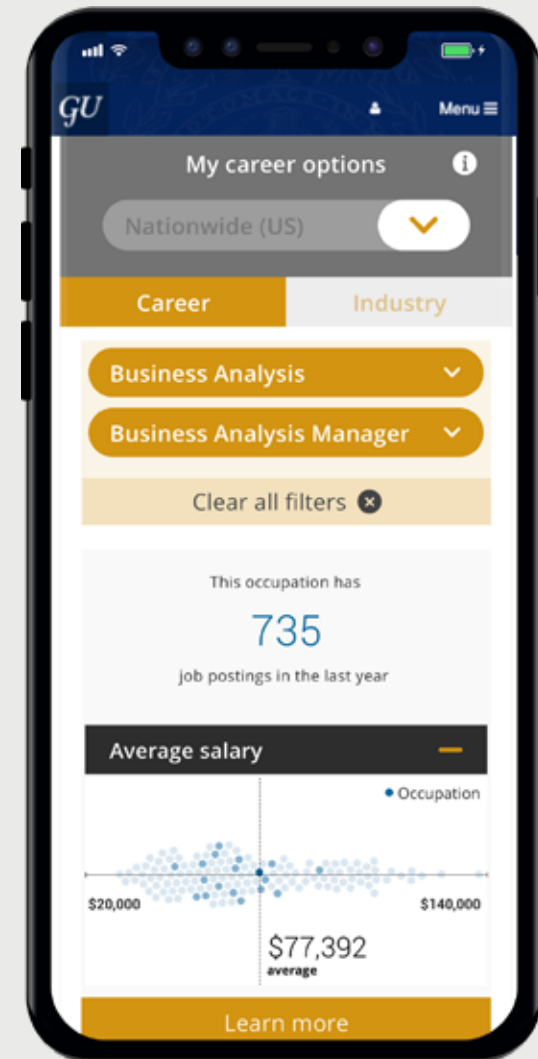 GU
Menu
My career options
Nationwide (US)
Career
Industry
Business Analysis
Business Analysis Manager
Clear all filters
This occupation has
735
job postings in the last year
Average salary
Occupation
$20,000
$140,000
$77,392
average
Learn more